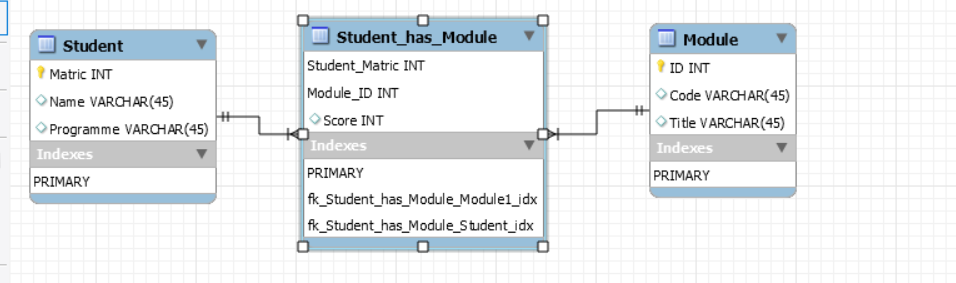 Student
Matric INT
Name VARCHAR(45)
Programme VARCHAR(45)
Indexes
PRIMARY
Student_has_Module
Student_Matric INT
Module_ID INT
Score INT
Indexes
PRIMARY
fk_Student_has_Module_Module1_idx
fk_Student_has_Module_Student_idx
Module
ID INT
Code VARCHAR(45)
Title VARCHAR(45)
Indexes
PRIMARY